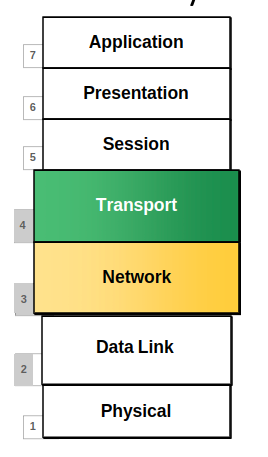 7 Application
6 Presentation
5 Session
4 Transport
3 Network
2 Data Link
1 Physical